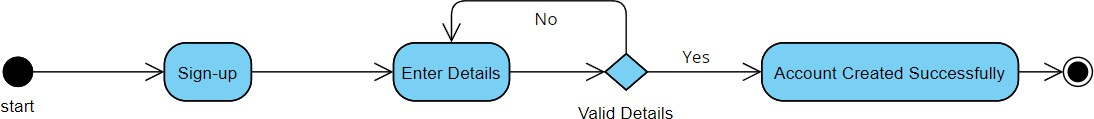 No
Sign-up
Enter Details
Yes
Account Created Successfully
start
Valid Details